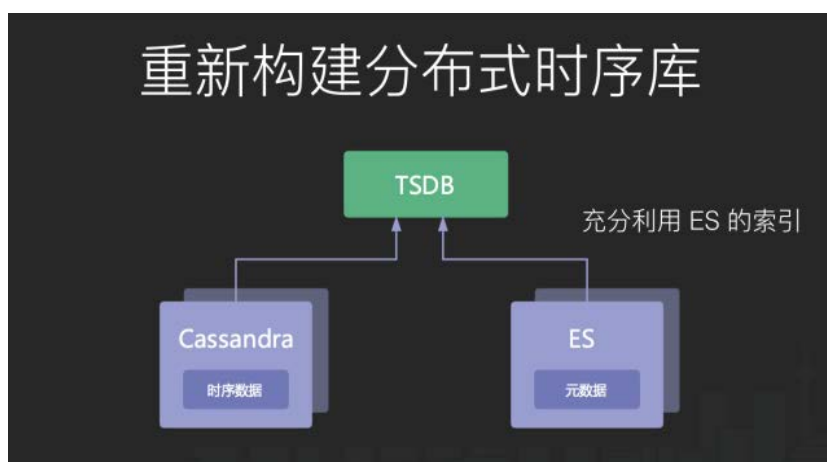 重新构建分布式时序库
TSDB
充分利用 ES 的索引
Cassandra
时序数据
ES
元数据